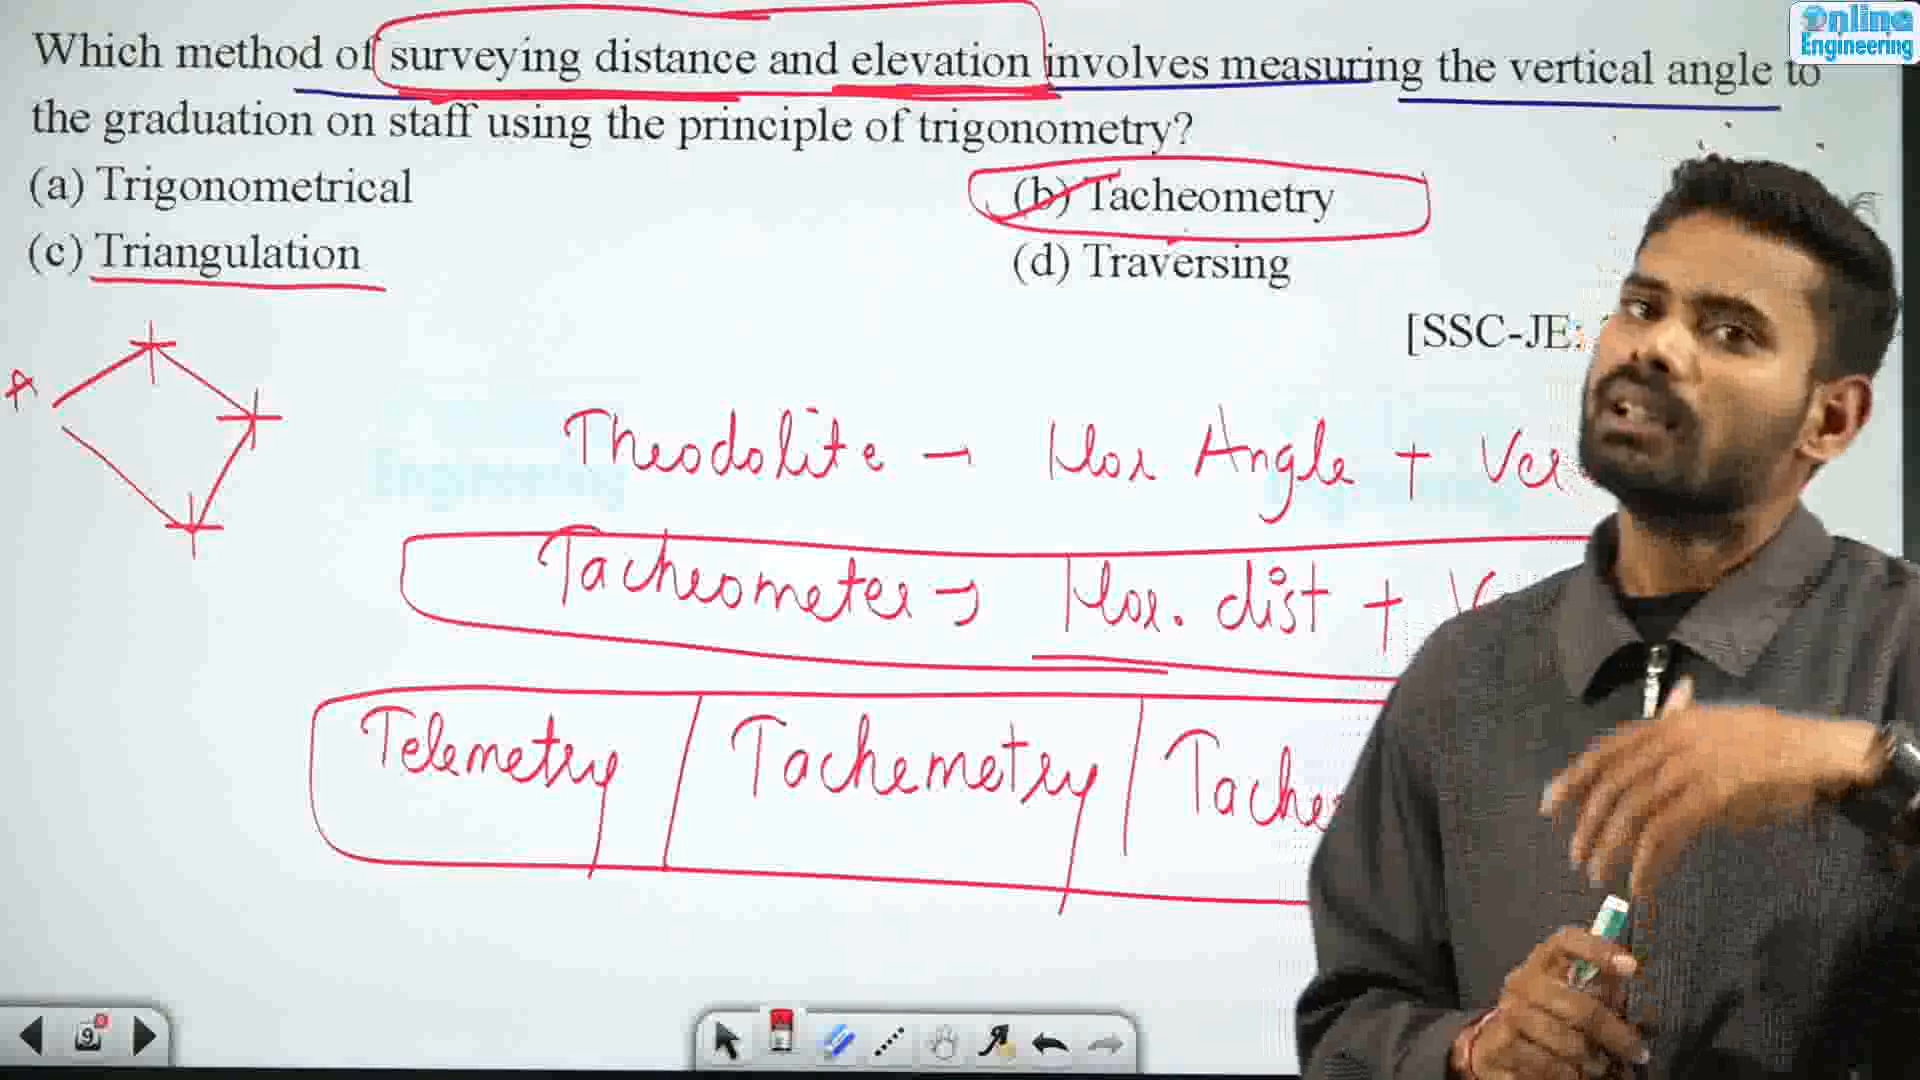 Online
Engineering
Which method of surveying distance and elevation involves measuring the vertical angle to
the graduation on staff using the principle of trigonometry?
(a) Trigonometrical
(b) Tacheometry
(c) Triangulation
(d) Traversing
[SSC-JE:
A
Theodolite → Hor Angle + Ver
Tacheometer → Hor. dist + V
Telemetry / Tachemetry / Tache
9